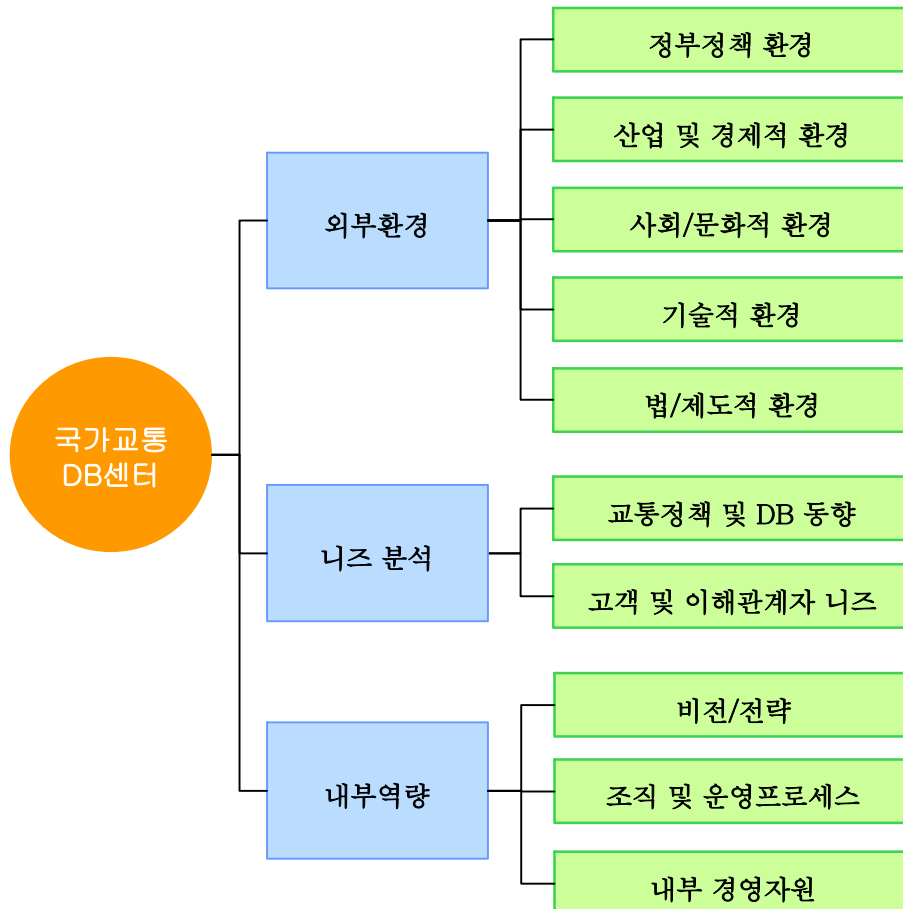 국가교통
DB센터
외부환경
정부정책 환경
산업 및 경제적 환경
사회/문화적 환경
기술적 환경
법/제도적 환경
니즈 분석
교통정책 및 DB 동향
고객 및 이해관계자 니즈
내부역량
비전/전략
조직 및 운영프로세스
내부 경영자원